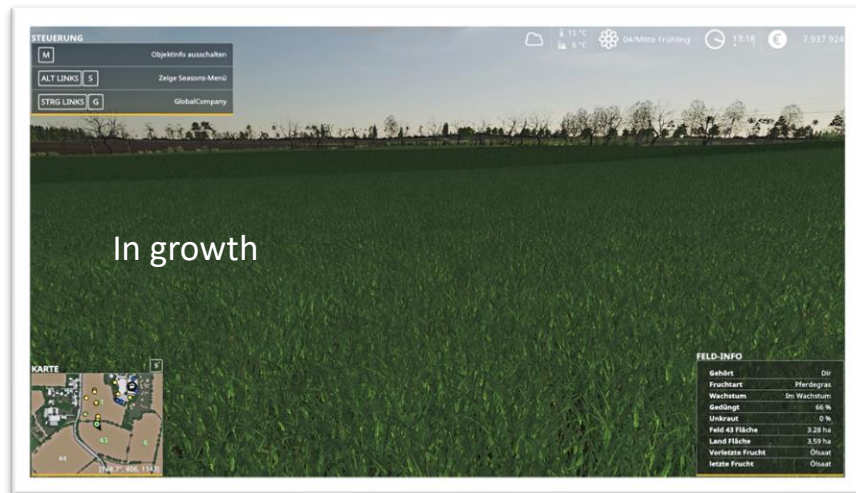 STEUERUNG
M Objektinfo ausschalten
ALT LINKS S Zeige Seasons-Menü
STRG LINKS G GlobalCompany
15 °C
6 °C
04/Mitte Frühling
13:18
€ 7.937.924
In growth
KARTE
43
6
44
FELD-INFO
Gehört Dir
Fruchtart Pferdegras
Wachstum Im Wachstum
Gedüngt 66 %
Unkraut 0 %
Feld 43 Fläche 3.28 ha
Land Fläche 3.59 ha
Vorletzte Frucht Ölsaat
letzte Frucht Ölsaat